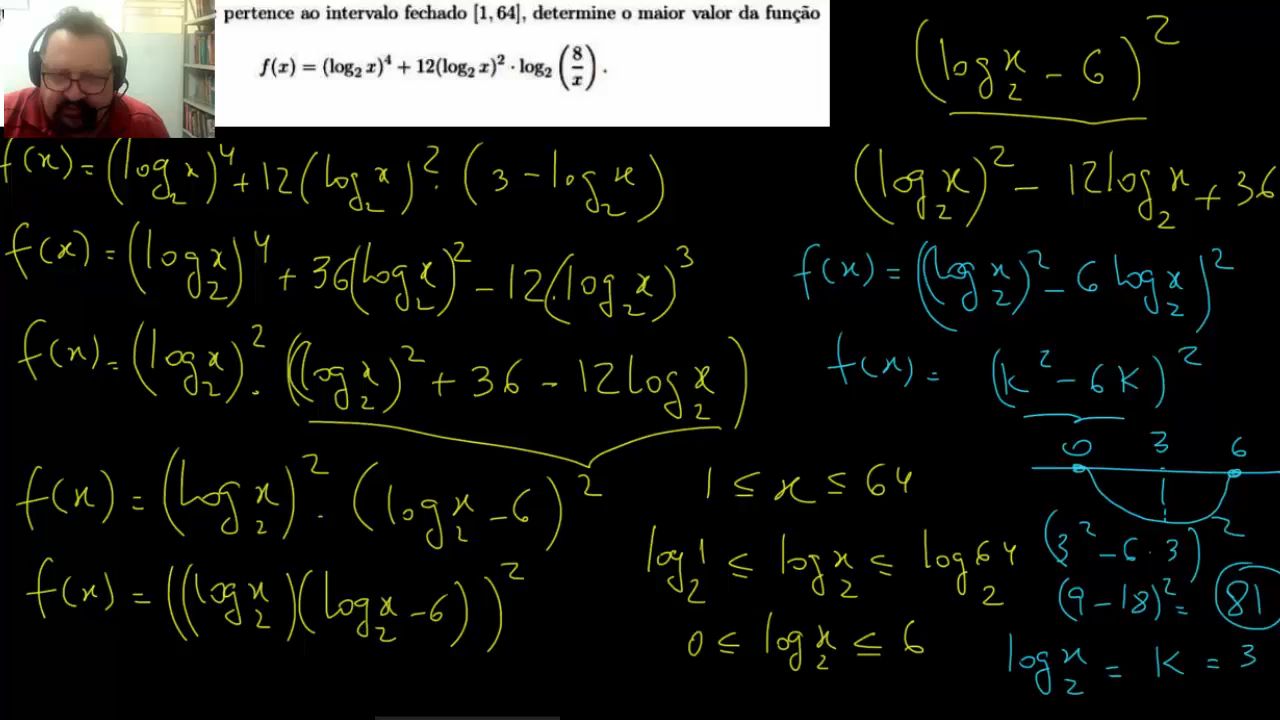 pertence ao intervalo fechado [1, 64], determine o maior valor da função
f(x) = (log₂ x)⁴ + 12(log₂ x)² · log₂ (8/x).
f(x) = (log₂ x)⁴ + 12(log₂ x)² · (3 - log₂ x)
f(x) = (log₂ x)⁴ + 36(log₂ x)² - 12·(log₂ x)³
f(x) = (log₂ x)² · ((log₂ x)² + 36 - 12 log₂ x)
f(x) = (log₂ x)² · (log₂ x - 6)²
f(x) = ((log₂ x)(log₂ x - 6))²
1 ≤ x ≤ 64
log₂ 1 ≤ log₂ x ≤ log₂ 64
0 ≤ log₂ x ≤ 6
(log₂ x - 6)²
(log₂ x)² - 12 log₂ x + 36
f(x) = ((log₂ x)² - 6 log₂ x)²
f(x) = (K² - 6K)²
0 3 6
(3² - 6·3)²
(9 - 18)² = 81
log₂ x = K = 3